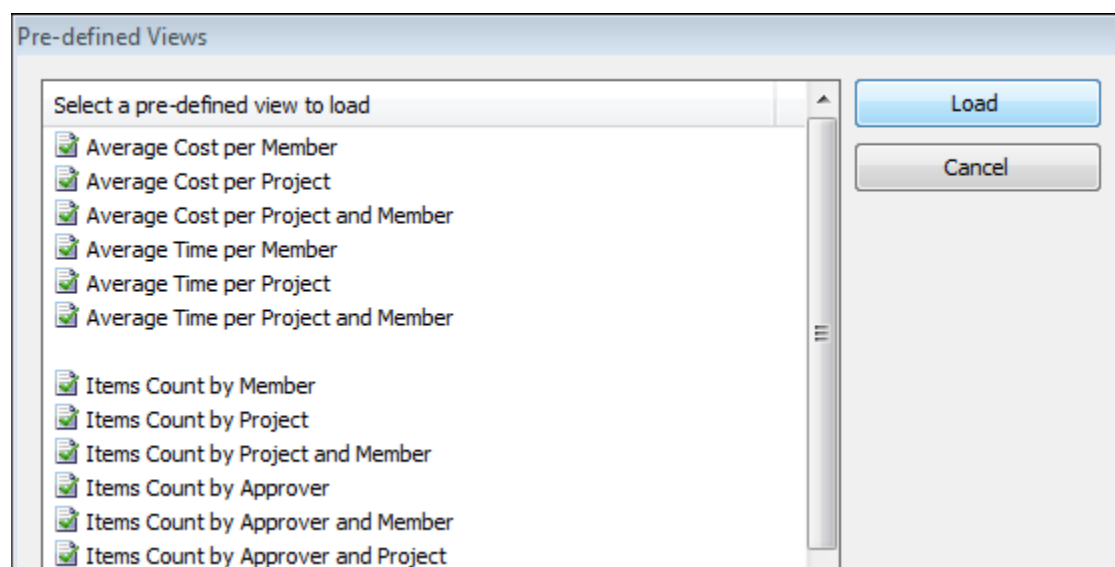 Pre-defined Views
Select a pre-defined view to load
Load
Average Cost per Member
Cancel
Average Cost per Project
Average Cost per Project and Member
Average Time per Member
Average Time per Project
Average Time per Project and Member
Items Count by Member
Items Count by Project
Items Count by Project and Member
Items Count by Approver
Items Count by Approver and Member
Items Count by Approver and Project